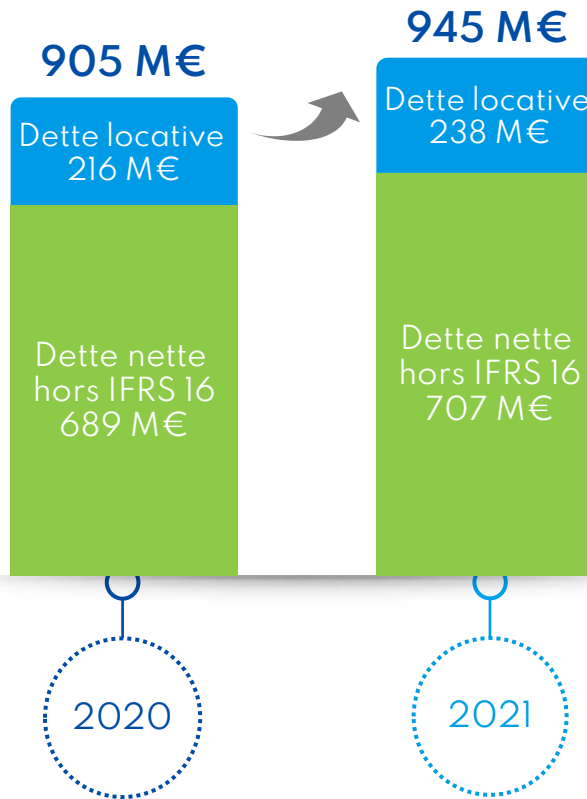 905 M€
Dette locative
216 M€
Dette nette
hors IFRS 16
689 M€
2020
945 M€
Dette locative
238 M€
Dette nette
hors IFRS 16
707 M€
2021